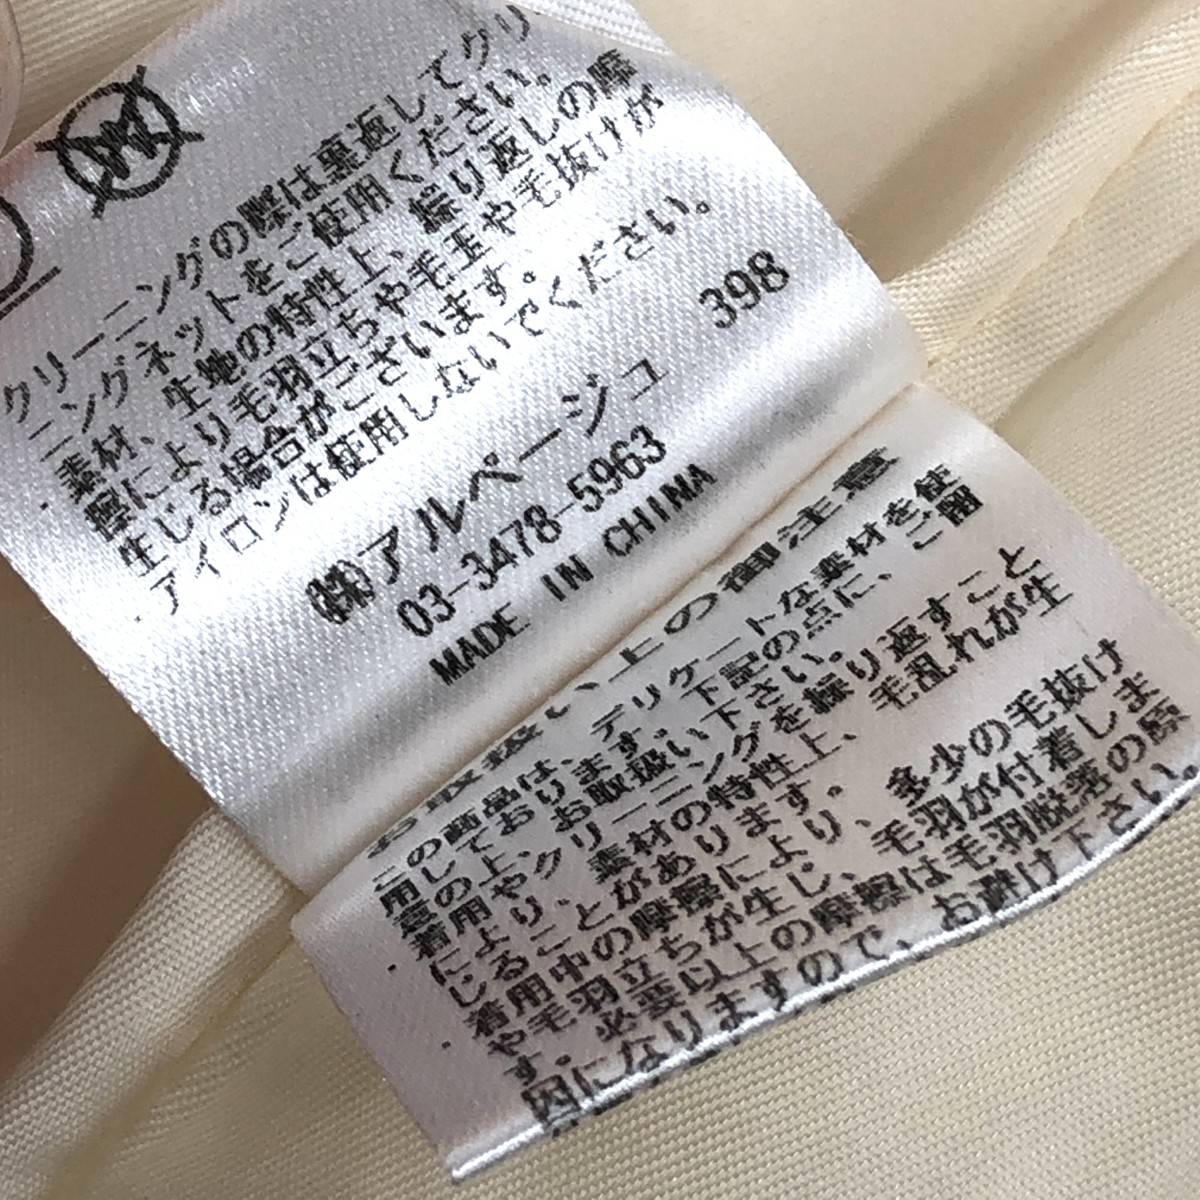 クリーニングの際は裏返してクリ
ーニングネットをご使用ください。
・素材、生地の特性上、繰り返しの摩
擦により毛羽立ちや毛玉や毛抜けが
生じる場合がございます。
・アイロンは使用しないでください。
398
㈱アルページュ
03-3478-5963
MADE IN CHINA
お取扱い上の御注意
この商品は、デリケートな素材を使
用しております。下記の点に、ご留
意の上、お取扱い下さい。
・着用やクリーニングを繰り返すこと
により、素材の特性上、毛乱れが生
じることがあります。
・着用中の摩擦により、多少の毛抜け
や毛羽立ちが生じ、毛羽が付着しま
す。必要以上の摩擦は毛羽脱落の原
因になりますので、お避け下さい。